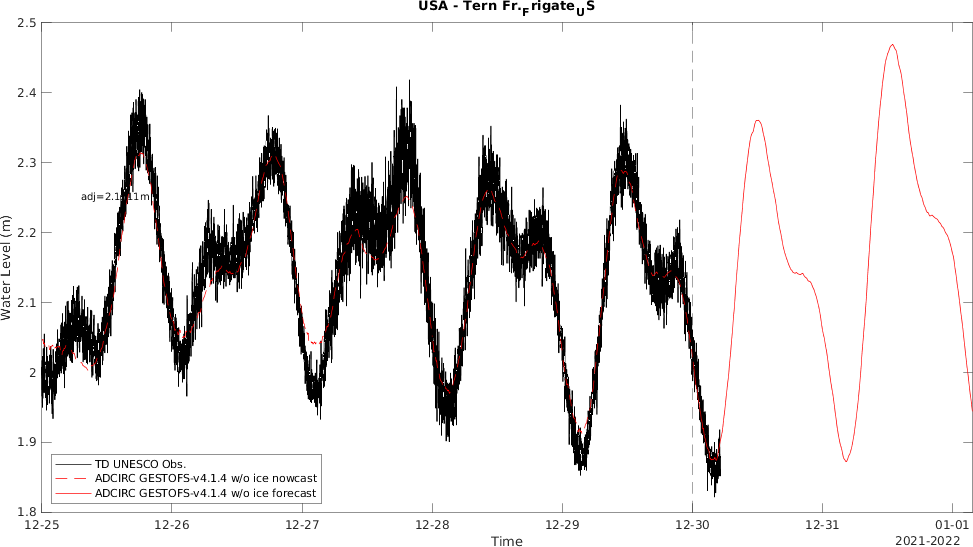 USA - Tern Fr.FrigateUS
2.5
2.4
2.3
2.2
2.1
2
1.9
1.8
Water Level (m)
TD UNESCO Obs.
ADCIRC GESTOFS-v4.1.4 w/o ice nowcast
ADCIRC GESTOFS-v4.1.4 w/o ice forecast
12-25
12-26
12-27
12-28
12-29
12-30
12-31
01-01
Time
2021-2022